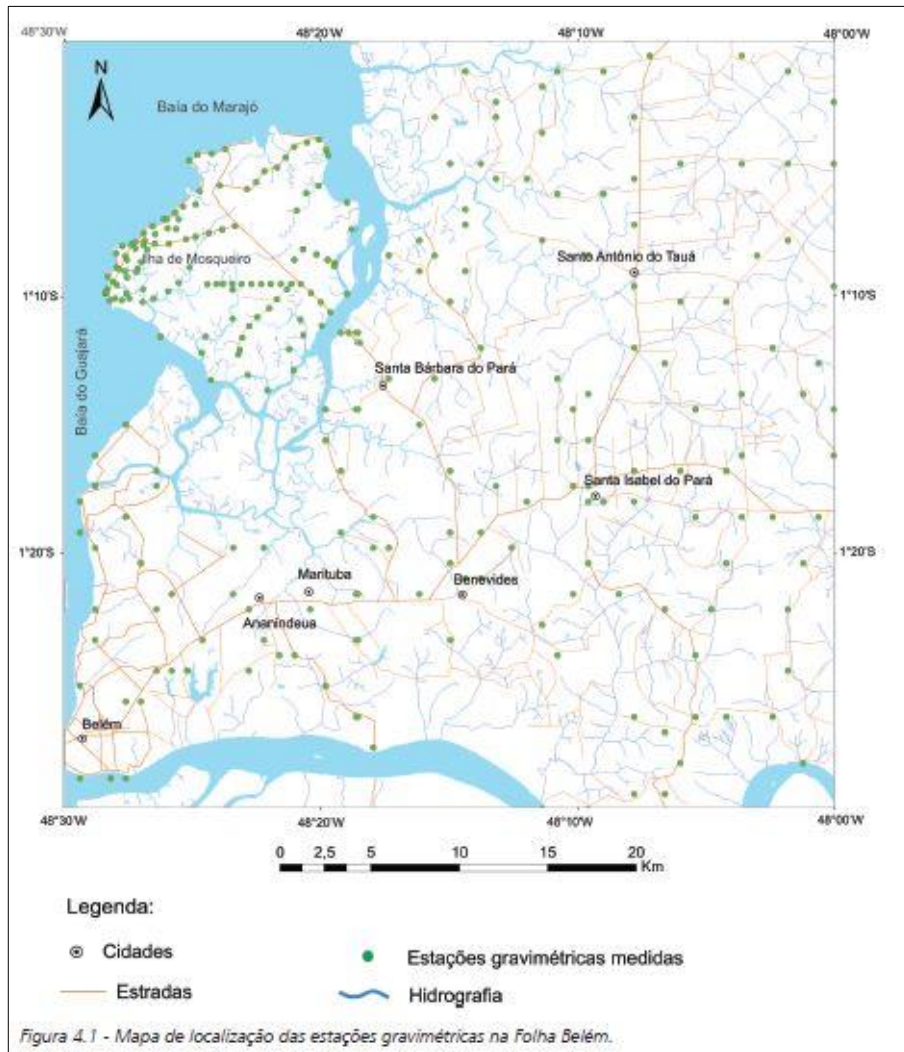 48°30'W
48°20'W
48°10'W
48°00'W
N
Baía do Marajó
Ilha de Mosqueiro
Santo Antônio do Tauá
1°10'S
1°10'S
Baía do Guajará
Santa Bárbara do Pará
Santa Isabel do Pará
1°20'S
1°20'S
Marituba
Benevides
Ananindeua
Belém
48°30'W
48°20'W
48°10'W
48°00'W
0 2,5 5 10 15 20
Km
Legenda:
Cidades
Estações gravimétricas medidas
Estradas
Hidrografia
Figura 4.1 - Mapa de localização das estações gravimétricas na Folha Belém.